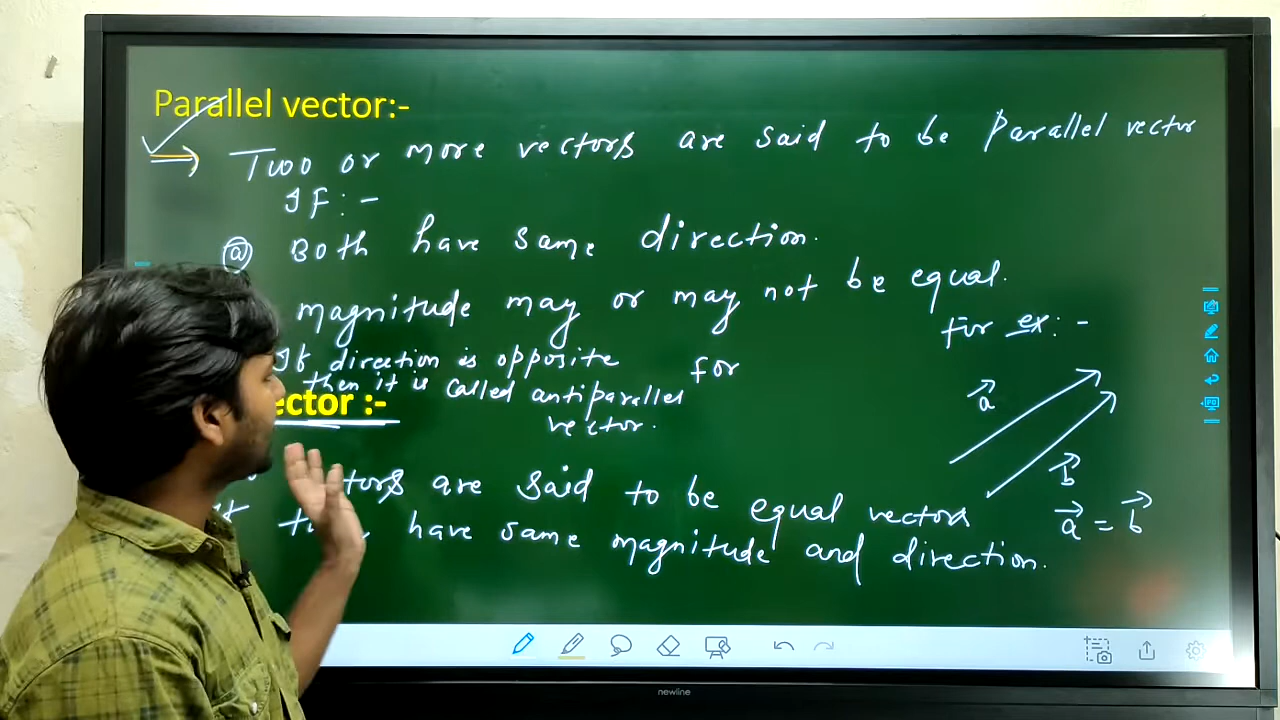 Parallel vector:-
Two or more vectors are said to be Parallel vector
If :-
ⓐ Both have same direction.
magnitude may or may not be equal.
If direction is opposite for
then it is called antiparallel
vector.
for ex: -
ector :-
a
b
a = b
are said to be equal vectors
have same magnitude and direction.
newline